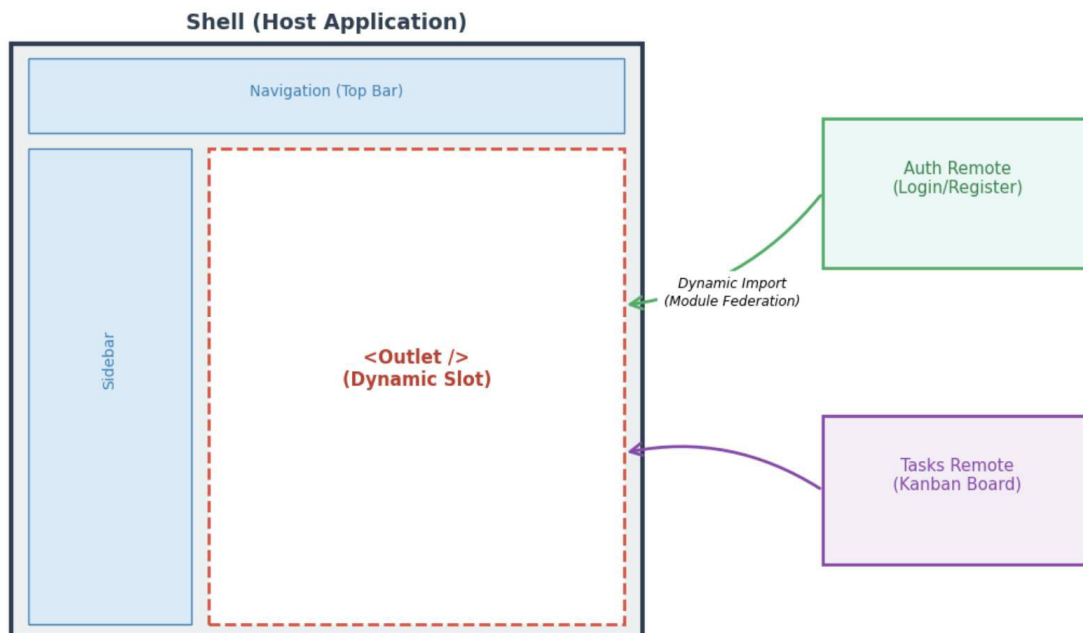 Shell (Host Application)
Navigation (Top Bar)
Sidebar
<Outlet />
(Dynamic Slot)
Dynamic Import
(Module Federation)
Auth Remote
(Login/Register)
Tasks Remote
(Kanban Board)